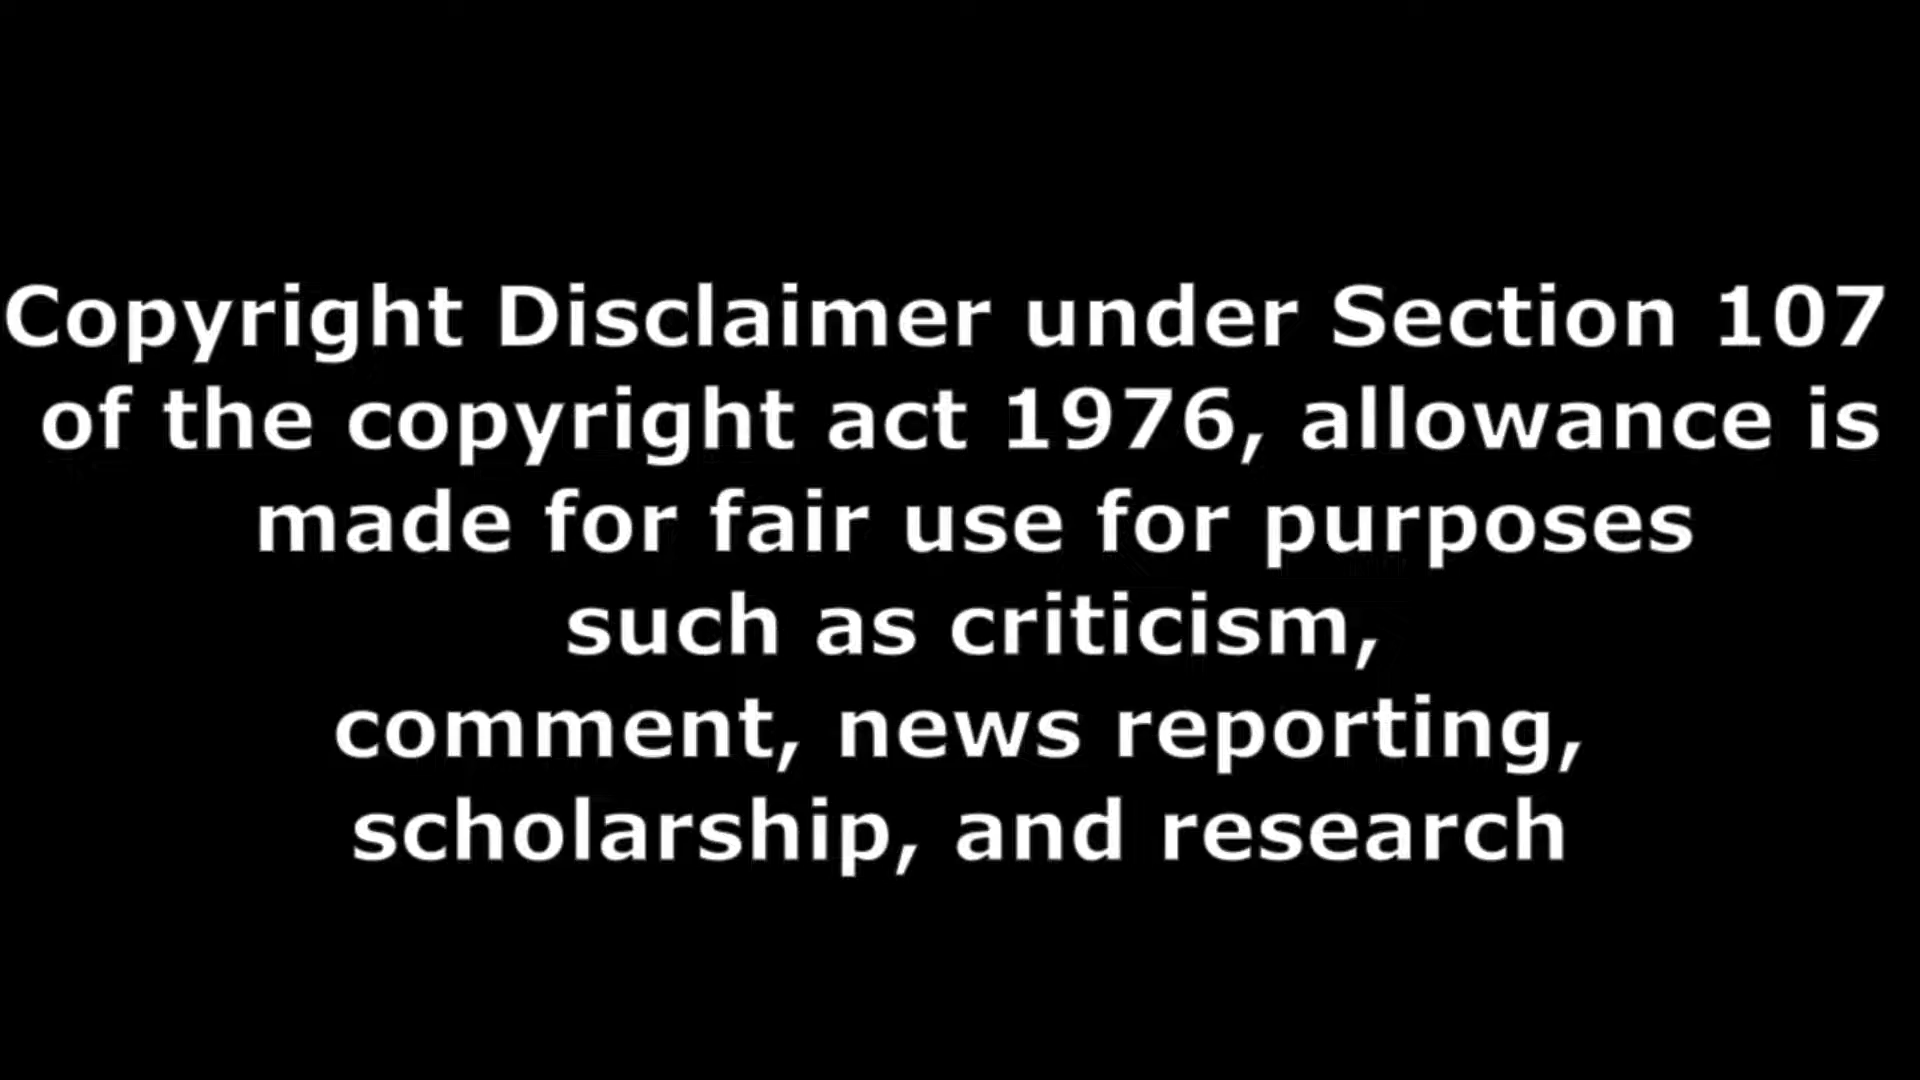 Copyright Disclaimer under Section 107
of the copyright act 1976, allowance is
made for fair use for purposes
such as criticism,
comment, news reporting,
scholarship, and research